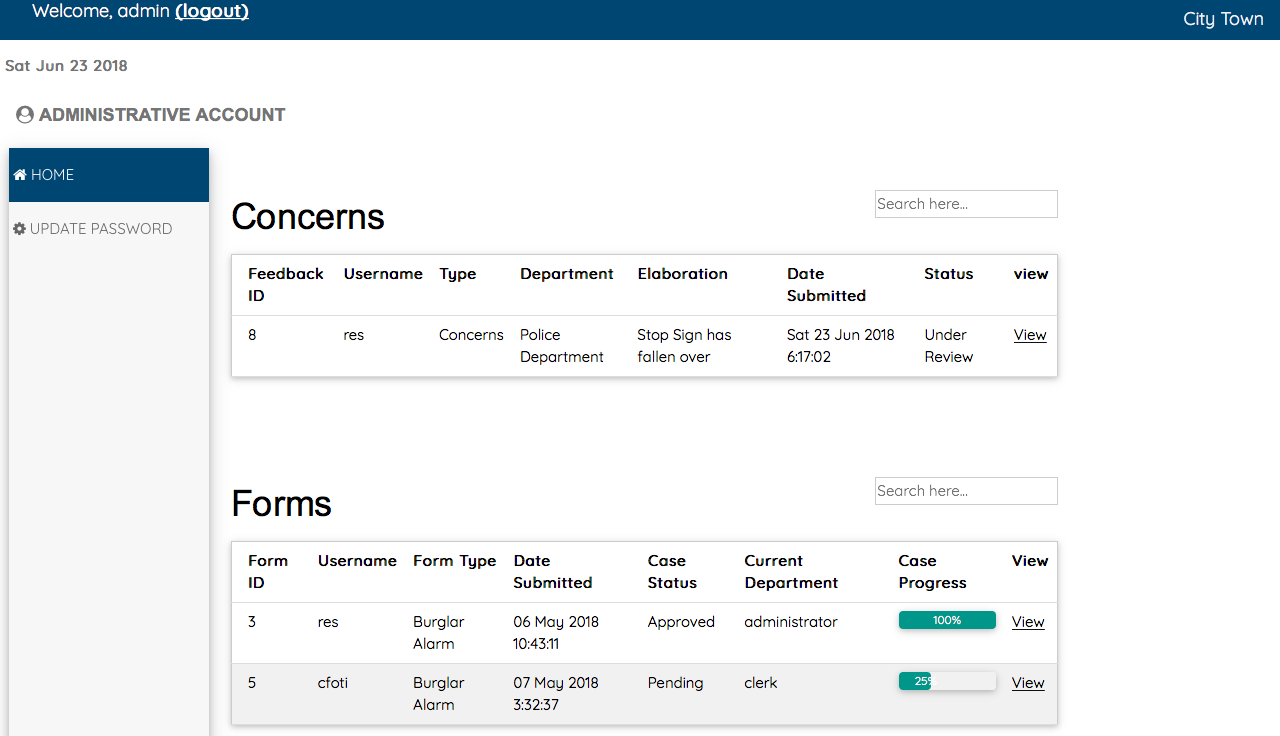 Welcome, admin (logout)
City Town
Sat Jun 23 2018
ADMINISTRATIVE ACCOUNT
HOME
UPDATE PASSWORD
Concerns
Search here...
Feedback ID Username Type Department Elaboration Date Submitted Status view
8 res Concerns Police Department Stop Sign has fallen over Sat 23 Jun 2018 6:17:02 Under Review View
Forms
Search here...
Form ID Username Form Type Date Submitted Case Status Current Department Case Progress View
3 res Burglar Alarm 06 May 2018 10:43:11 Approved administrator 100% View
5 cfoti Burglar Alarm 07 May 2018 3:32:37 Pending clerk 25% View